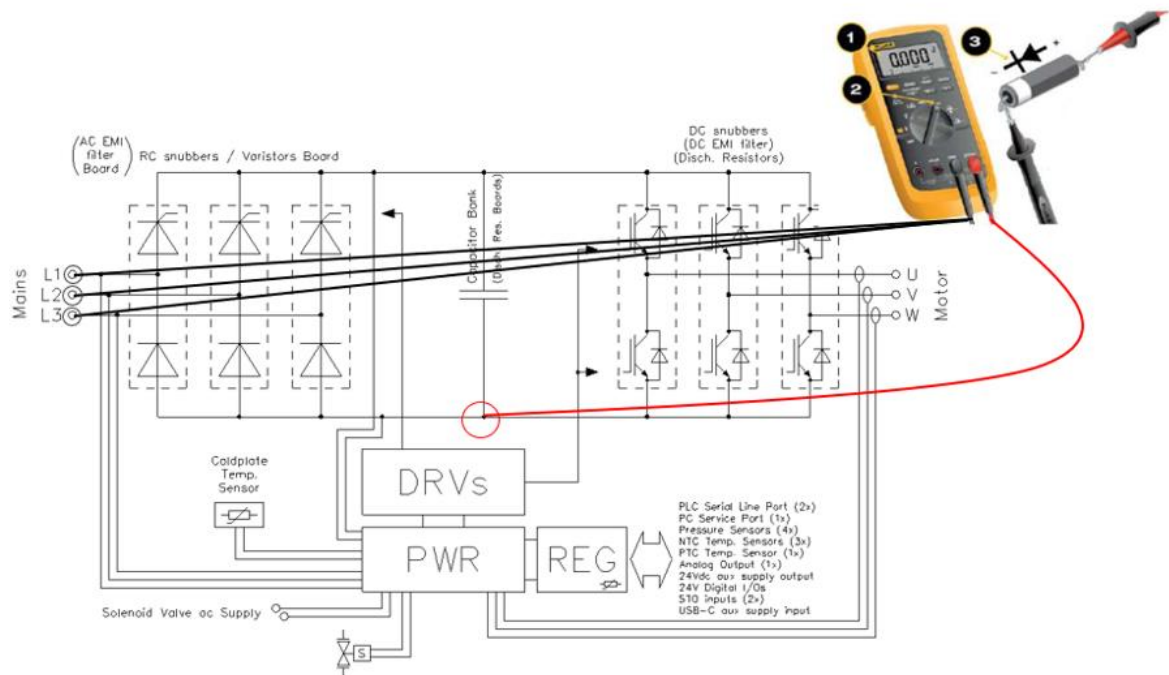 1
2
3
0.000
+
-
(AC EMI
filter
Board)
RC snubbers / Varistors Board
DC snubbers
(DC EMI filter)
(Disch. Resistors)
Capacitor Bank
(Disch. Res. Boards)
Mains
L1
L2
L3
U
V
W
Motor
Coldplate
Temp.
Sensor
DRVs
PWR
REG
PLC Serial Line Port (2x)
PC Service Port (1x)
Pressure Sensors (4x)
NTC Temp. Sensors (3x)
PTC Temp. Sensor (1x)
Analog Output (1x)
24Vdc aux supply output
24V Digital I/Os
STO inputs (2x)
USB-C aux supply input
Solenoid Valve ac Supply
S